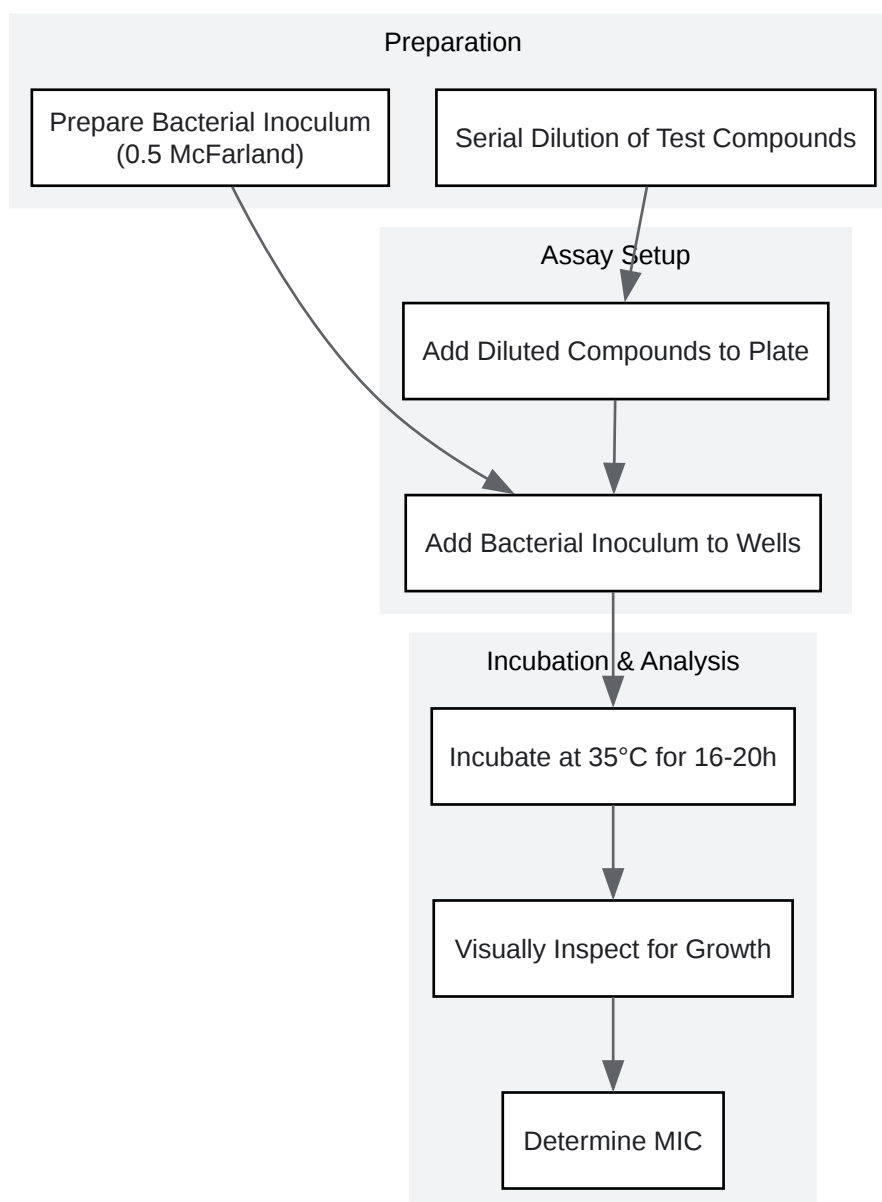 Preparation
Prepare Bacterial Inoculum
(0.5 McFarland)
Serial Dilution of Test Compounds
Assay Setup
Add Diluted Compounds to Plate
Add Bacterial Inoculum to Wells
Incubation & Analysis
Incubate at 35°C for 16-20h
Visually Inspect for Growth
Determine MIC